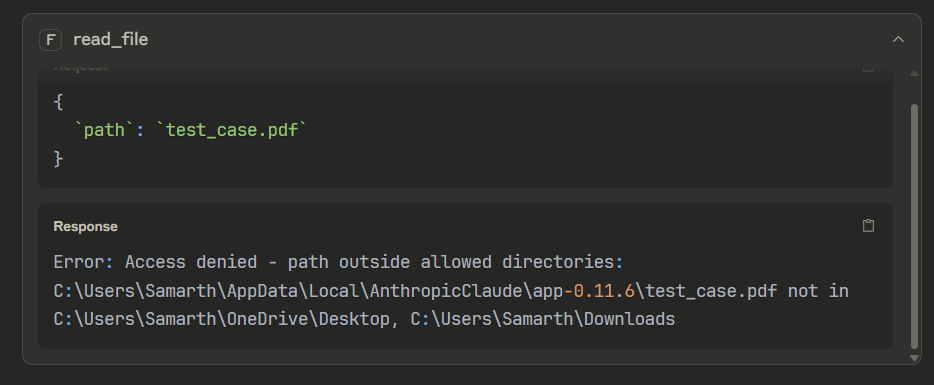 F read_file
Request
{
`path`: `test_case.pdf`
}
Response
Error: Access denied - path outside allowed directories:
C:\Users\Samarth\AppData\Local\AnthropicClaude\app-0.11.6\test_case.pdf not in
C:\Users\Samarth\OneDrive\Desktop, C:\Users\Samarth\Downloads